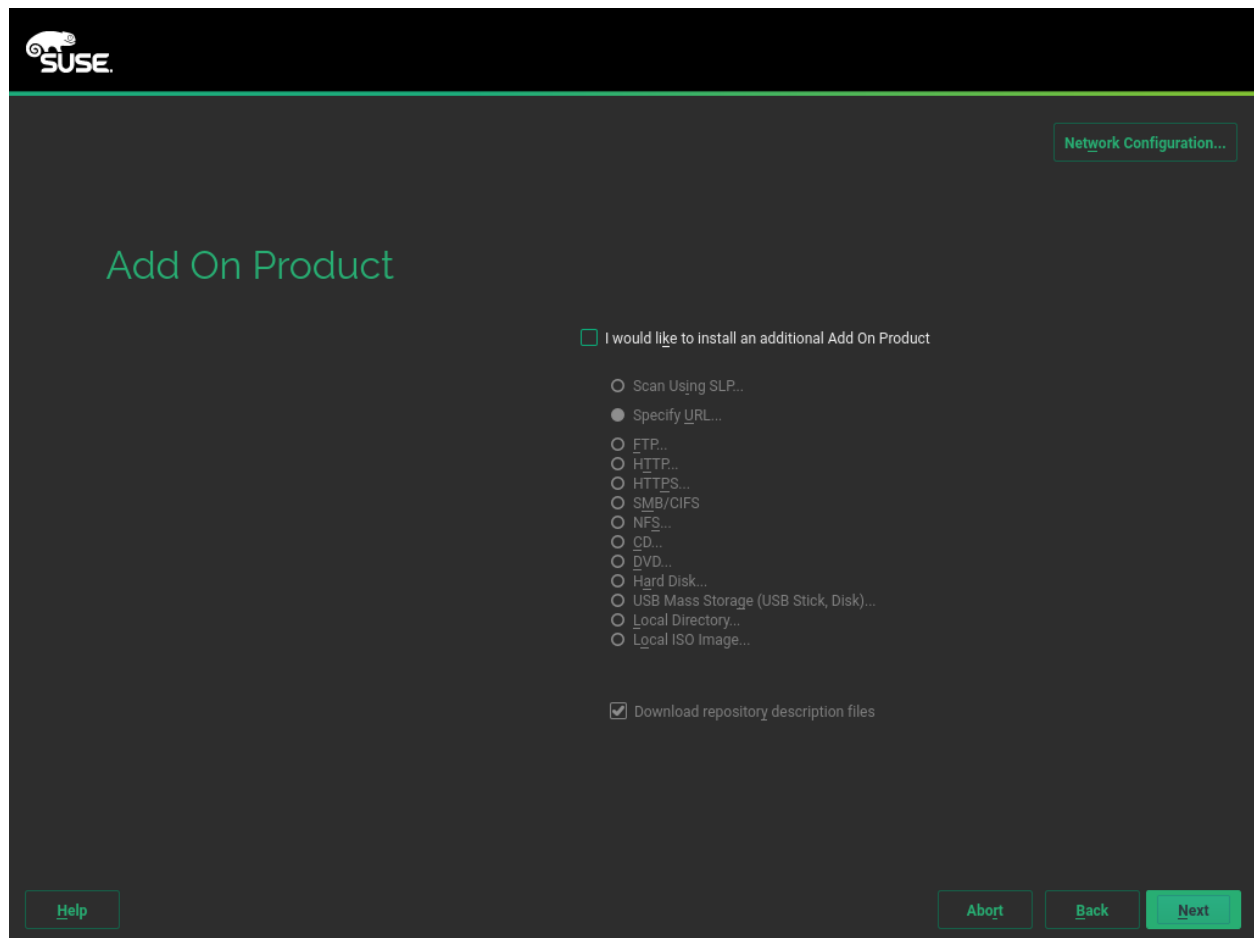 SUSE.
Network Configuration...
Add On Product
I would like to install an additional Add On Product
Scan Using SLP...
Specify URL...
FTP...
HTTP...
HTTPS...
SMB/CIFS
NFS...
CD...
DVD...
Hard Disk...
USB Mass Storage (USB Stick, Disk)...
Local Directory...
Local ISO Image...
Download repository description files
Help
Abort
Back
Next